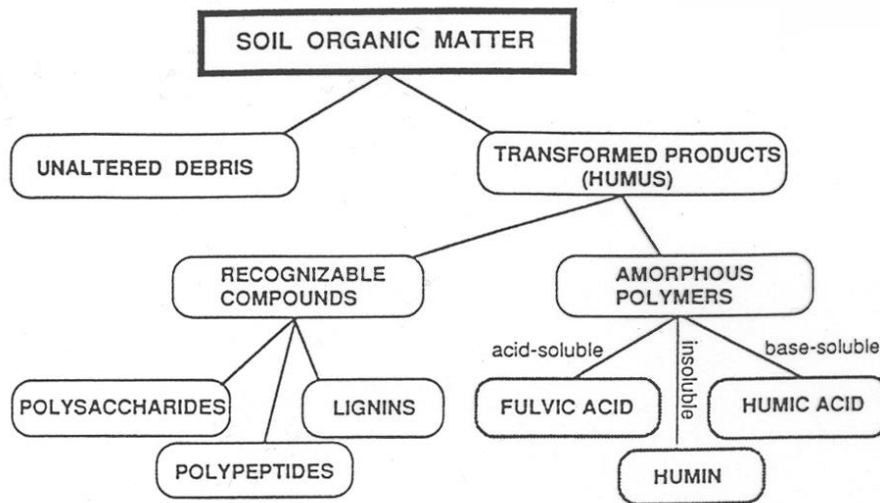 SOIL ORGANIC MATTER
UNALTERED DEBRIS
TRANSFORMED PRODUCTS
(HUMUS)
RECOGNIZABLE
COMPOUNDS
AMORPHOUS
POLYMERS
acid-soluble
insoluble
base-soluble
POLYSACCHARIDES
LIGNINS
FULVIC ACID
HUMIC ACID
POLYPEPTIDES
HUMIN